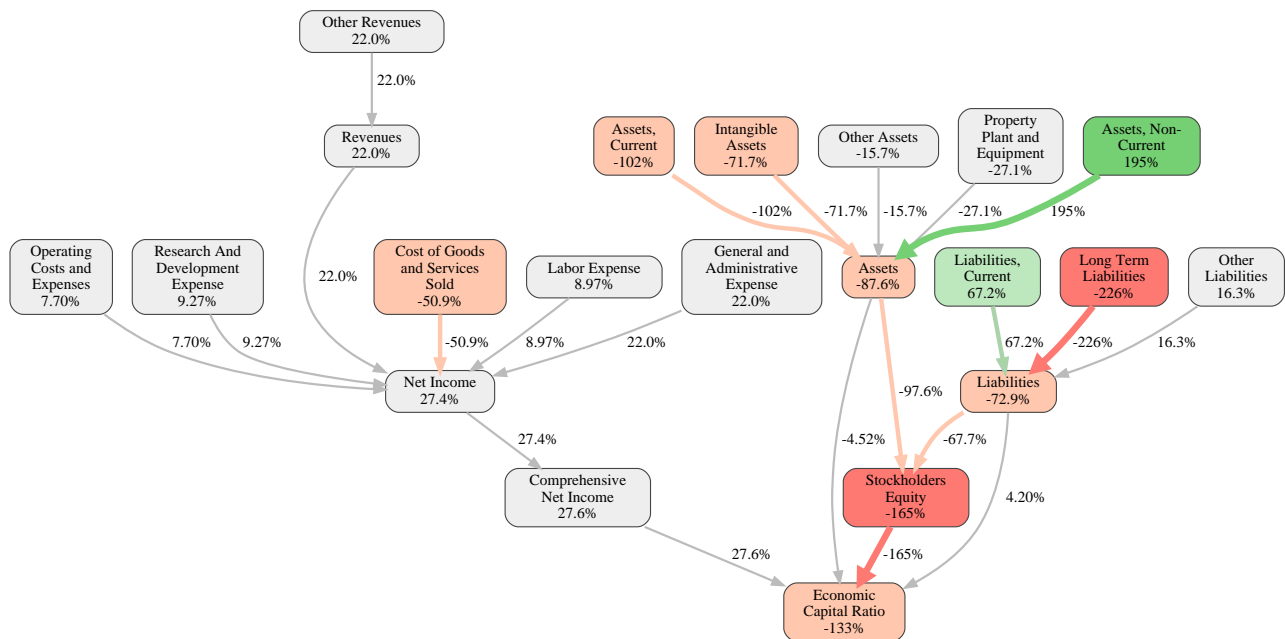 Other Revenues
22.0%
22.0%
Revenues
22.0%
Assets,
Current
-102%
Intangible
Assets
-71.7%
Other Assets
-15.7%
Property
Plant and
Equipment
-27.1%
Assets, Non-
Current
195%
-102%
-71.7%
-15.7%
-27.1%
195%
Operating
Costs and
Expenses
7.70%
Research And
Development
Expense
9.27%
22.0%
Cost of Goods
and Services
Sold
-50.9%
Labor Expense
8.97%
General and
Administrative
Expense
22.0%
Assets
-87.6%
Liabilities,
Current
67.2%
Long Term
Liabilities
-226%
Other
Liabilities
16.3%
7.70%
9.27%
-50.9%
8.97%
22.0%
67.2%
-226%
16.3%
Net Income
27.4%
-97.6%
Liabilities
-72.9%
27.4%
-4.52%
-67.7%
Comprehensive
Net Income
27.6%
Stockholders
Equity
-165%
4.20%
27.6%
-165%
Economic
Capital Ratio
-133%